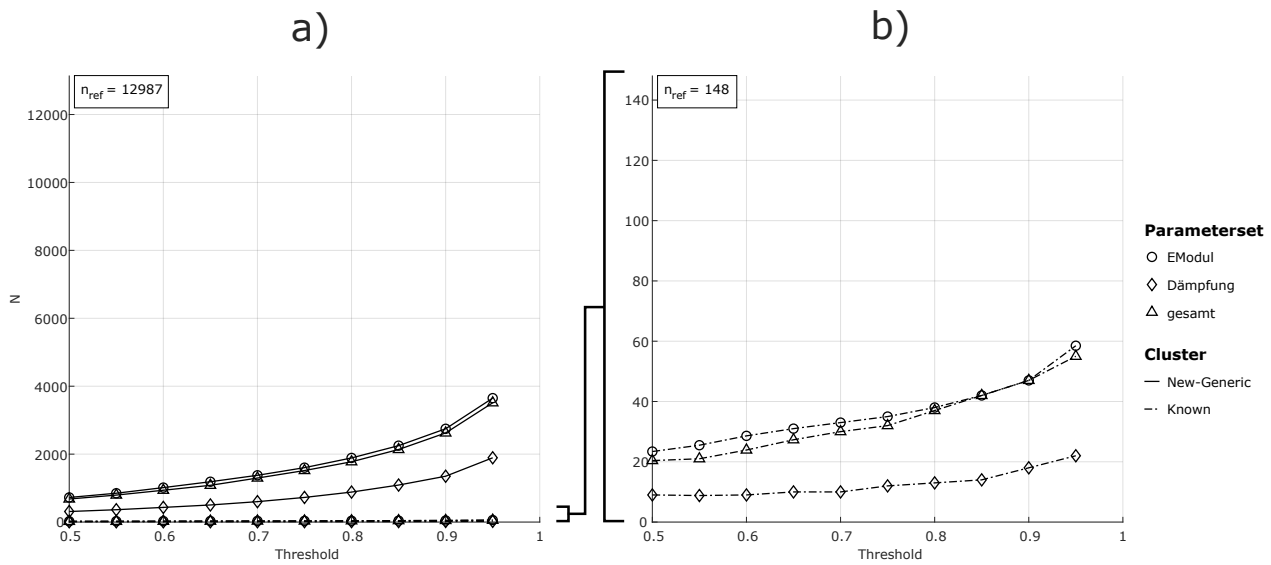 a)
b)
n_ref = 12987
12000
10000
8000
6000
4000
2000
0
N
0.5 0.6 0.7 0.8 0.9 1
Threshold
n_ref = 148
140
120
100
80
60
40
20
0
0.5 0.6 0.7 0.8 0.9 1
Threshold
Parameterset
EModul
Dämpfung
gesamt
Cluster
New-Generic
Known